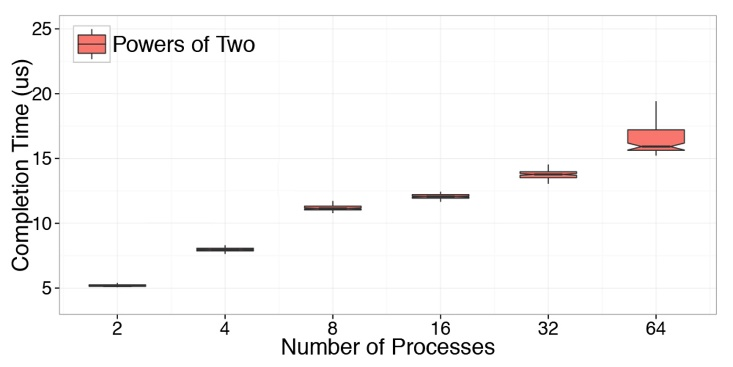 Powers of Two
Completion Time (us)
25
20
15
10
5
2 4 8 16 32 64
Number of Processes